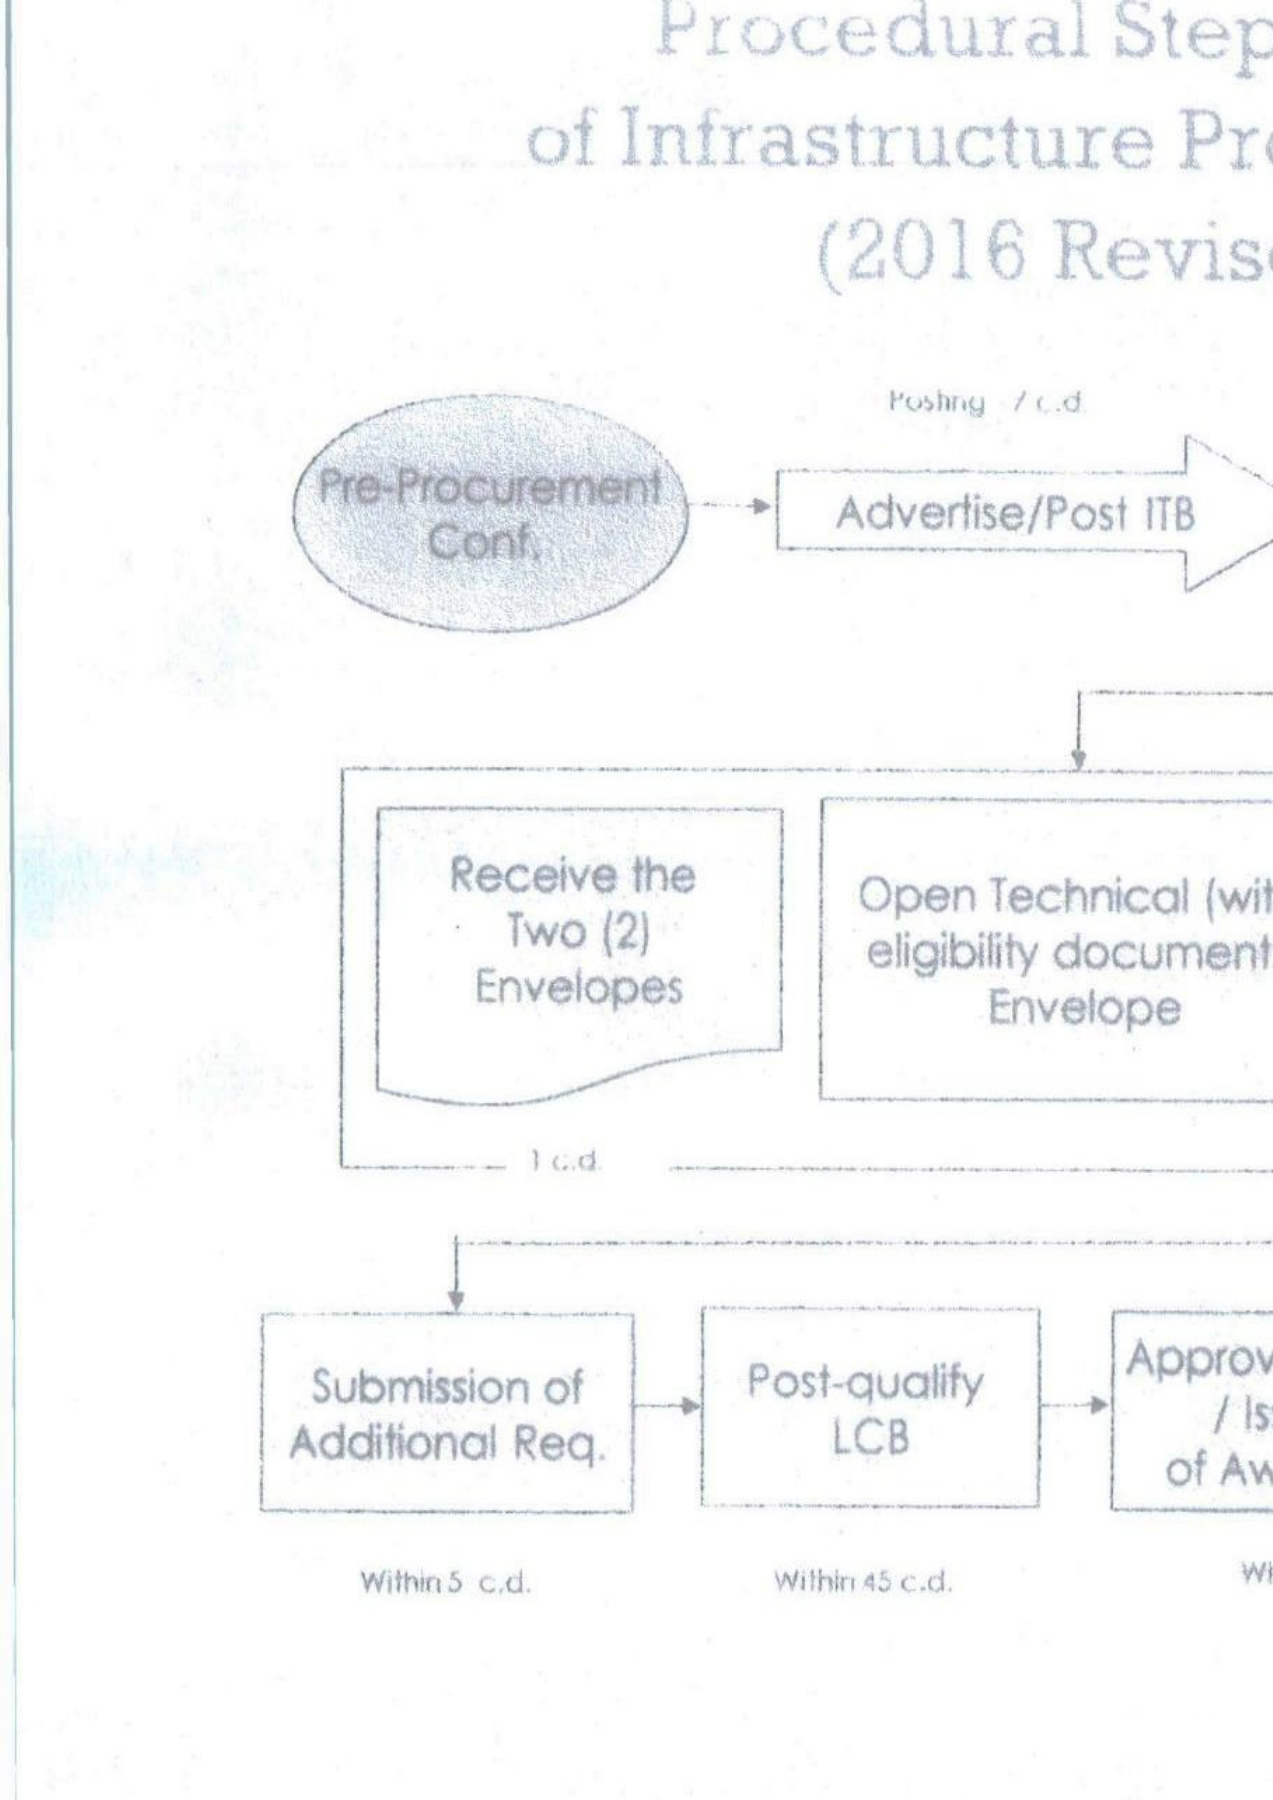 Procedural Step
of Infrastructure Pro
(2016 Revise
Posting 7 c.d.
Pre-Procurement
Conf.
Advertise/Post ITB
Receive the
Two (2)
Envelopes
Open Technical (wit
eligibility document
Envelope
1 c.d.
Submission of
Additional Req.
Post-qualify
LCB
Approv
/ Is
of Aw
Within 5 c.d.
Within 45 c.d.
Wi